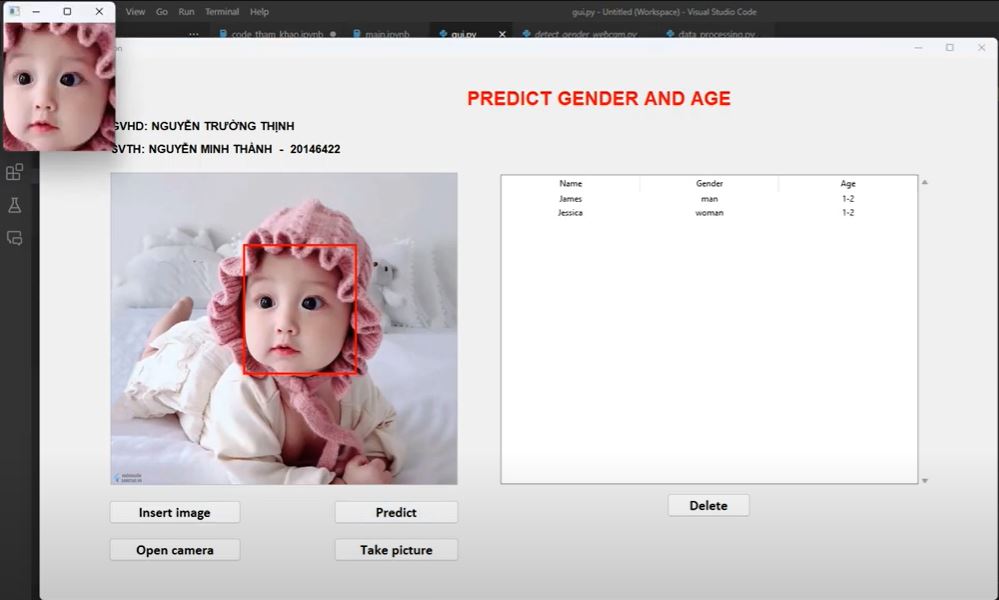 View Go Run Terminal Help
gui.py - Untitled (Workspace) - Visual Studio Code
... code_tham_khao.ipynb main.ipynb gui.py detect_gender_webcam.py data_processing.py
on
PREDICT GENDER AND AGE
GVHD: NGUYỄN TRƯỜNG THỊNH
SVTH: NGUYỄN MINH THÀNH - 20146422
Name Gender Age
James man 1-2
Jessica woman 1-2
Insert image Predict Delete
Open camera Take picture